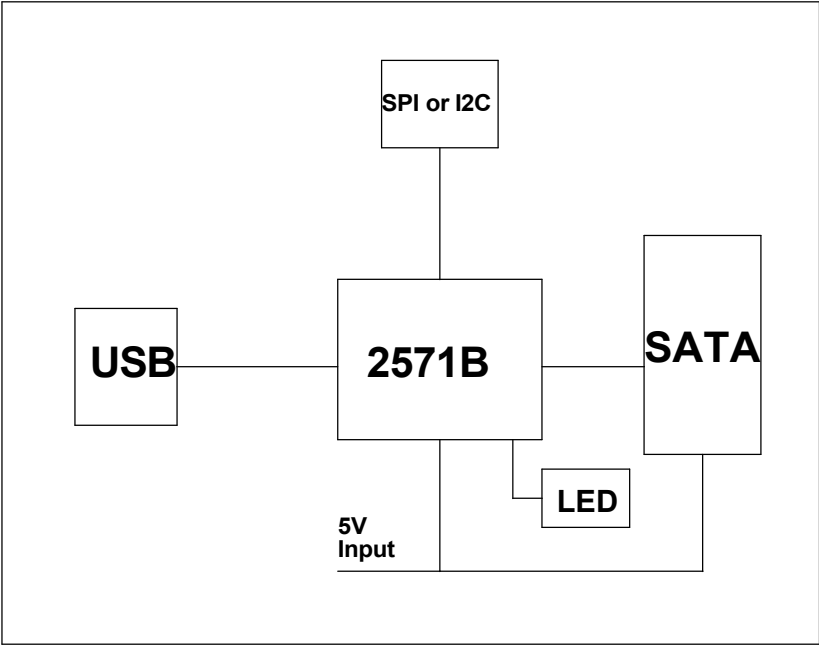 SPI or I2C
USB
2571B
SATA
LED
5V
Input